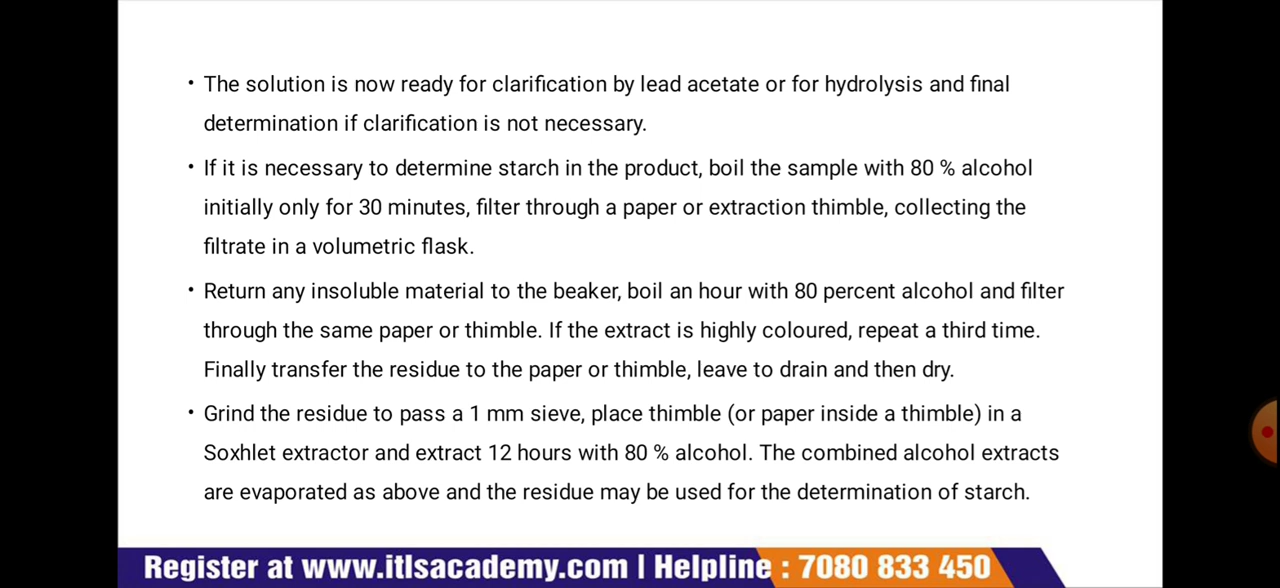 • The solution is now ready for clarification by lead acetate or for hydrolysis and final
determination if clarification is not necessary.
• If it is necessary to determine starch in the product, boil the sample with 80 % alcohol
initially only for 30 minutes, filter through a paper or extraction thimble, collecting the
filtrate in a volumetric flask.
• Return any insoluble material to the beaker, boil an hour with 80 percent alcohol and filter
through the same paper or thimble. If the extract is highly coloured, repeat a third time.
Finally transfer the residue to the paper or thimble, leave to drain and then dry.
• Grind the residue to pass a 1 mm sieve, place thimble (or paper inside a thimble) in a
Soxhlet extractor and extract 12 hours with 80 % alcohol. The combined alcohol extracts
are evaporated as above and the residue may be used for the determination of starch.
Register at www.itlsacademy.com | Helpline : 7080 833 450